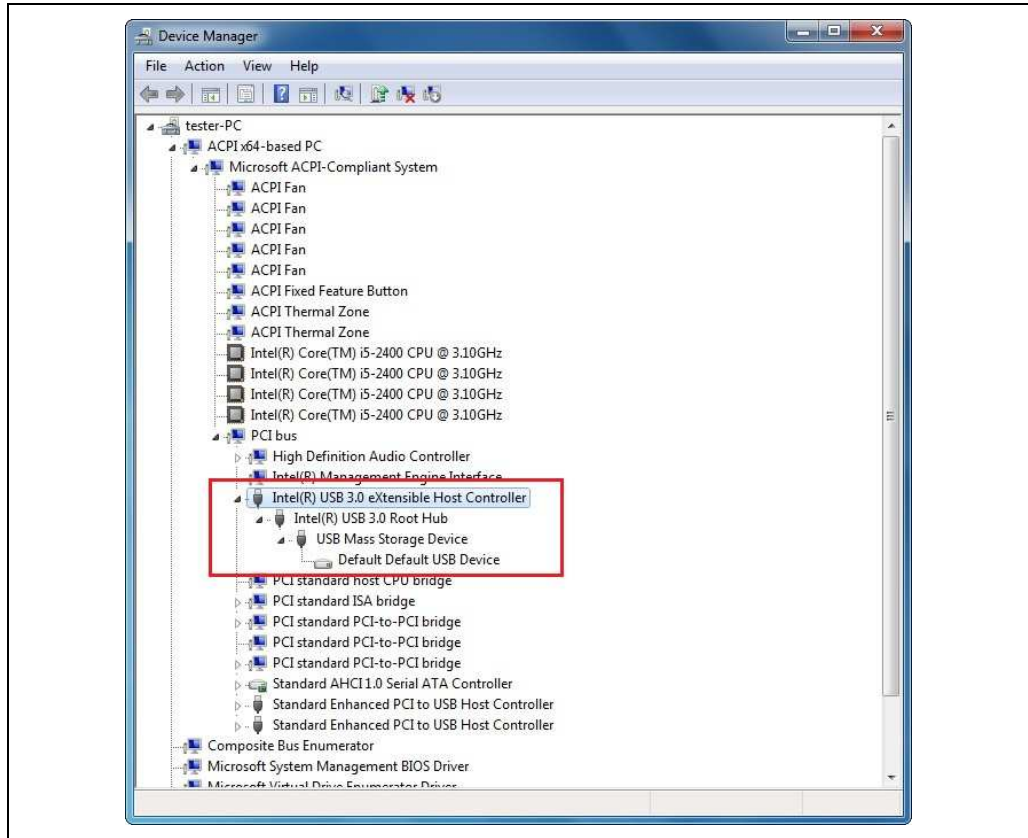 Device Manager
File Action View Help
tester-PC
ACPI x64-based PC
Microsoft ACPI-Compliant System
ACPI Fan
ACPI Fan
ACPI Fan
ACPI Fan
ACPI Fan
ACPI Fixed Feature Button
ACPI Thermal Zone
ACPI Thermal Zone
Intel(R) Core(TM) i5-2400 CPU @ 3.10GHz
Intel(R) Core(TM) i5-2400 CPU @ 3.10GHz
Intel(R) Core(TM) i5-2400 CPU @ 3.10GHz
Intel(R) Core(TM) i5-2400 CPU @ 3.10GHz
PCI bus
High Definition Audio Controller
Intel(R) Management Engine Interface
Intel(R) USB 3.0 eXtensible Host Controller
Intel(R) USB 3.0 Root Hub
USB Mass Storage Device
Default Default USB Device
PCI standard host CPU bridge
PCI standard ISA bridge
PCI standard PCI-to-PCI bridge
PCI standard PCI-to-PCI bridge
PCI standard PCI-to-PCI bridge
Standard AHCI 1.0 Serial ATA Controller
Standard Enhanced PCI to USB Host Controller
Standard Enhanced PCI to USB Host Controller
Composite Bus Enumerator
Microsoft System Management BIOS Driver
Microsoft Virtual Drive Enumerator Driver